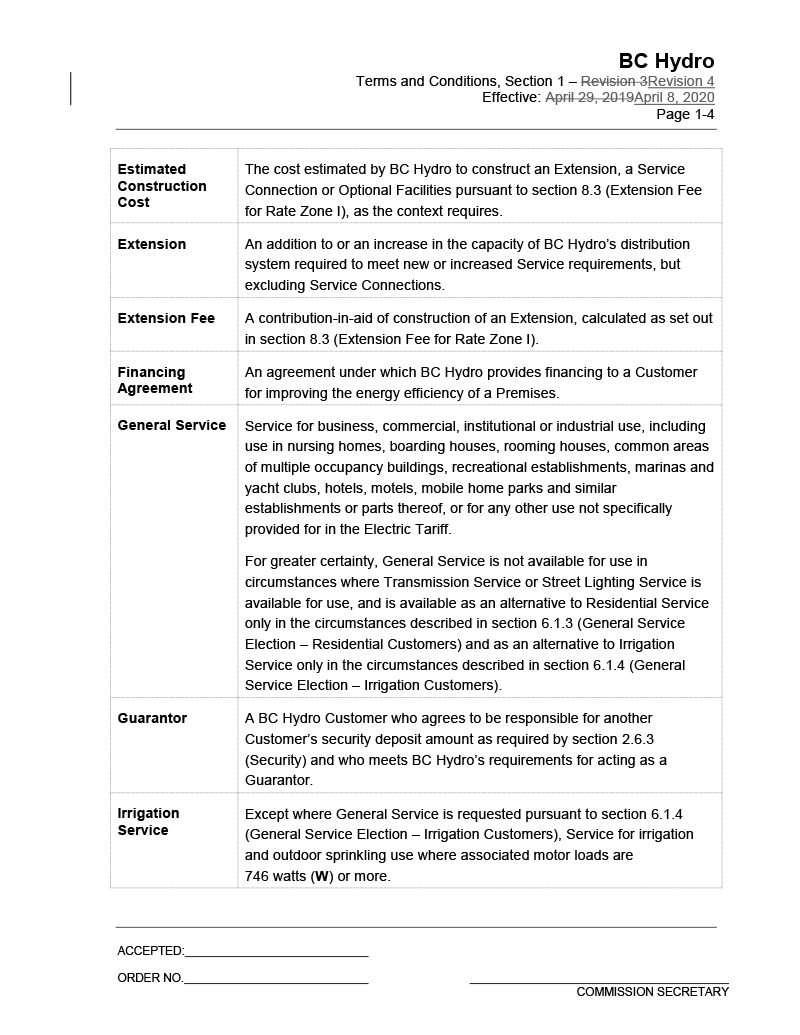 BC Hydro
Terms and Conditions, Section 1 – Revision 3Revision 4
Effective: April 29, 2019April 8, 2020
Page 1-4
Estimated
Construction
Cost
The cost estimated by BC Hydro to construct an Extension, a Service
Connection or Optional Facilities pursuant to section 8.3 (Extension Fee
for Rate Zone I), as the context requires.
Extension
An addition to or an increase in the capacity of BC Hydro’s distribution
system required to meet new or increased Service requirements, but
excluding Service Connections.
Extension Fee
A contribution-in-aid of construction of an Extension, calculated as set out
in section 8.3 (Extension Fee for Rate Zone I).
Financing
Agreement
An agreement under which BC Hydro provides financing to a Customer
for improving the energy efficiency of a Premises.
General Service
Service for business, commercial, institutional or industrial use, including
use in nursing homes, boarding houses, rooming houses, common areas
of multiple occupancy buildings, recreational establishments, marinas and
yacht clubs, hotels, motels, mobile home parks and similar
establishments or parts thereof, or for any other use not specifically
provided for in the Electric Tariff.
For greater certainty, General Service is not available for use in
circumstances where Transmission Service or Street Lighting Service is
available for use, and is available as an alternative to Residential Service
only in the circumstances described in section 6.1.3 (General Service
Election – Residential Customers) and as an alternative to Irrigation
Service only in the circumstances described in section 6.1.4 (General
Service Election – Irrigation Customers).
Guarantor
A BC Hydro Customer who agrees to be responsible for another
Customer’s security deposit amount as required by section 2.6.3
(Security) and who meets BC Hydro’s requirements for acting as a
Guarantor.
Irrigation
Service
Except where General Service is requested pursuant to section 6.1.4
(General Service Election – Irrigation Customers), Service for irrigation
and outdoor sprinkling use where associated motor loads are
746 watts (W) or more.
ACCEPTED:
ORDER NO.
COMMISSION SECRETARY